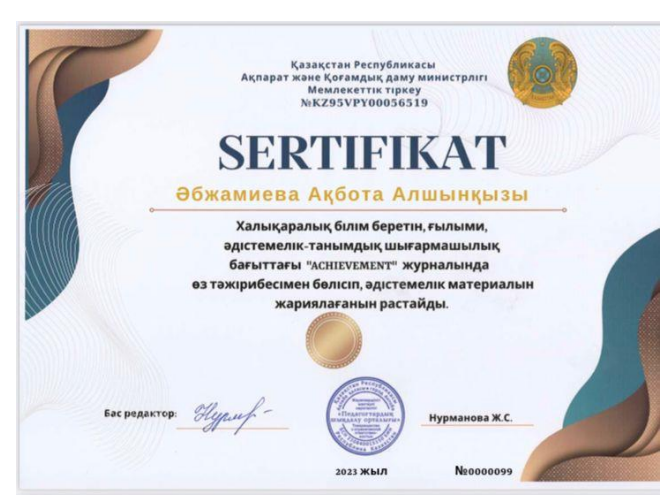 Қазақстан Республикасы
Ақпарат және Қоғамдық даму министрлігі
Мемлекеттік тіркеу
№KZ95VPY00056519
SERTIFIKAT
Әбжамиева Ақбота Алшынқызы
Халықаралық білім беретін, ғылыми,
әдістемелік-танымдық шығармашылық
бағыттағы "ACHIEVEMENT" журналында
өз тәжірибесімен бөлісіп, әдістемелік материалын
жариялағанын растайды.
Бас редактор:
Нурманова Ж.С.
2023 ЖЫЛ
№0000099